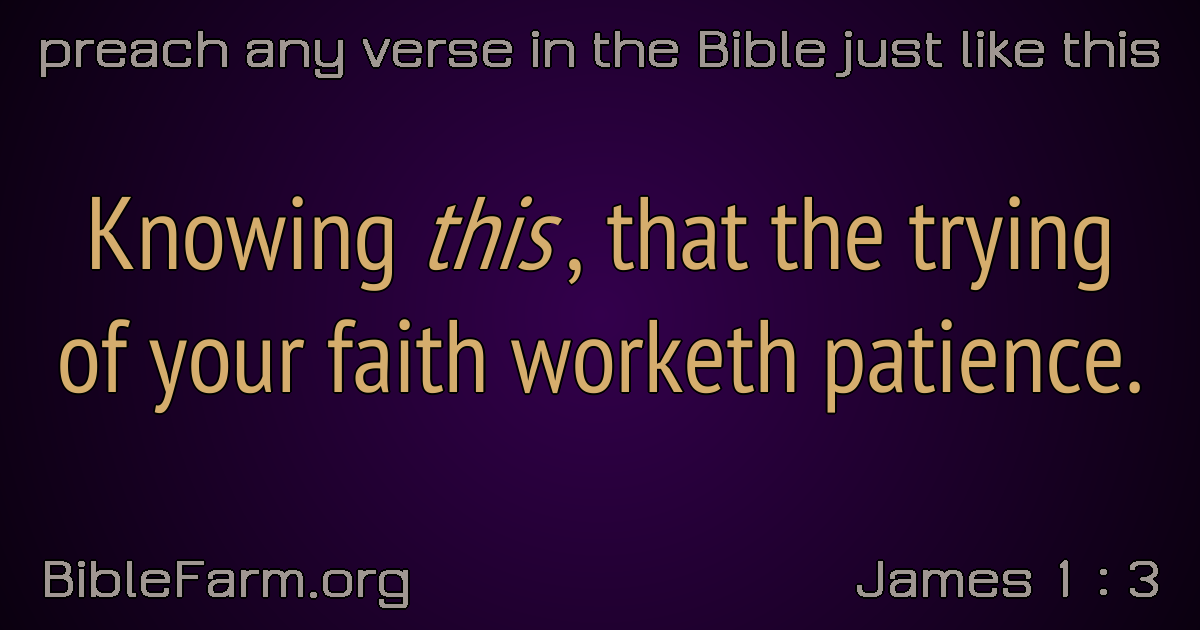 preach any verse in the Bible just like this
Knowing this, that the trying
of your faith worketh patience.
BibleFarm.org
James 1 : 3